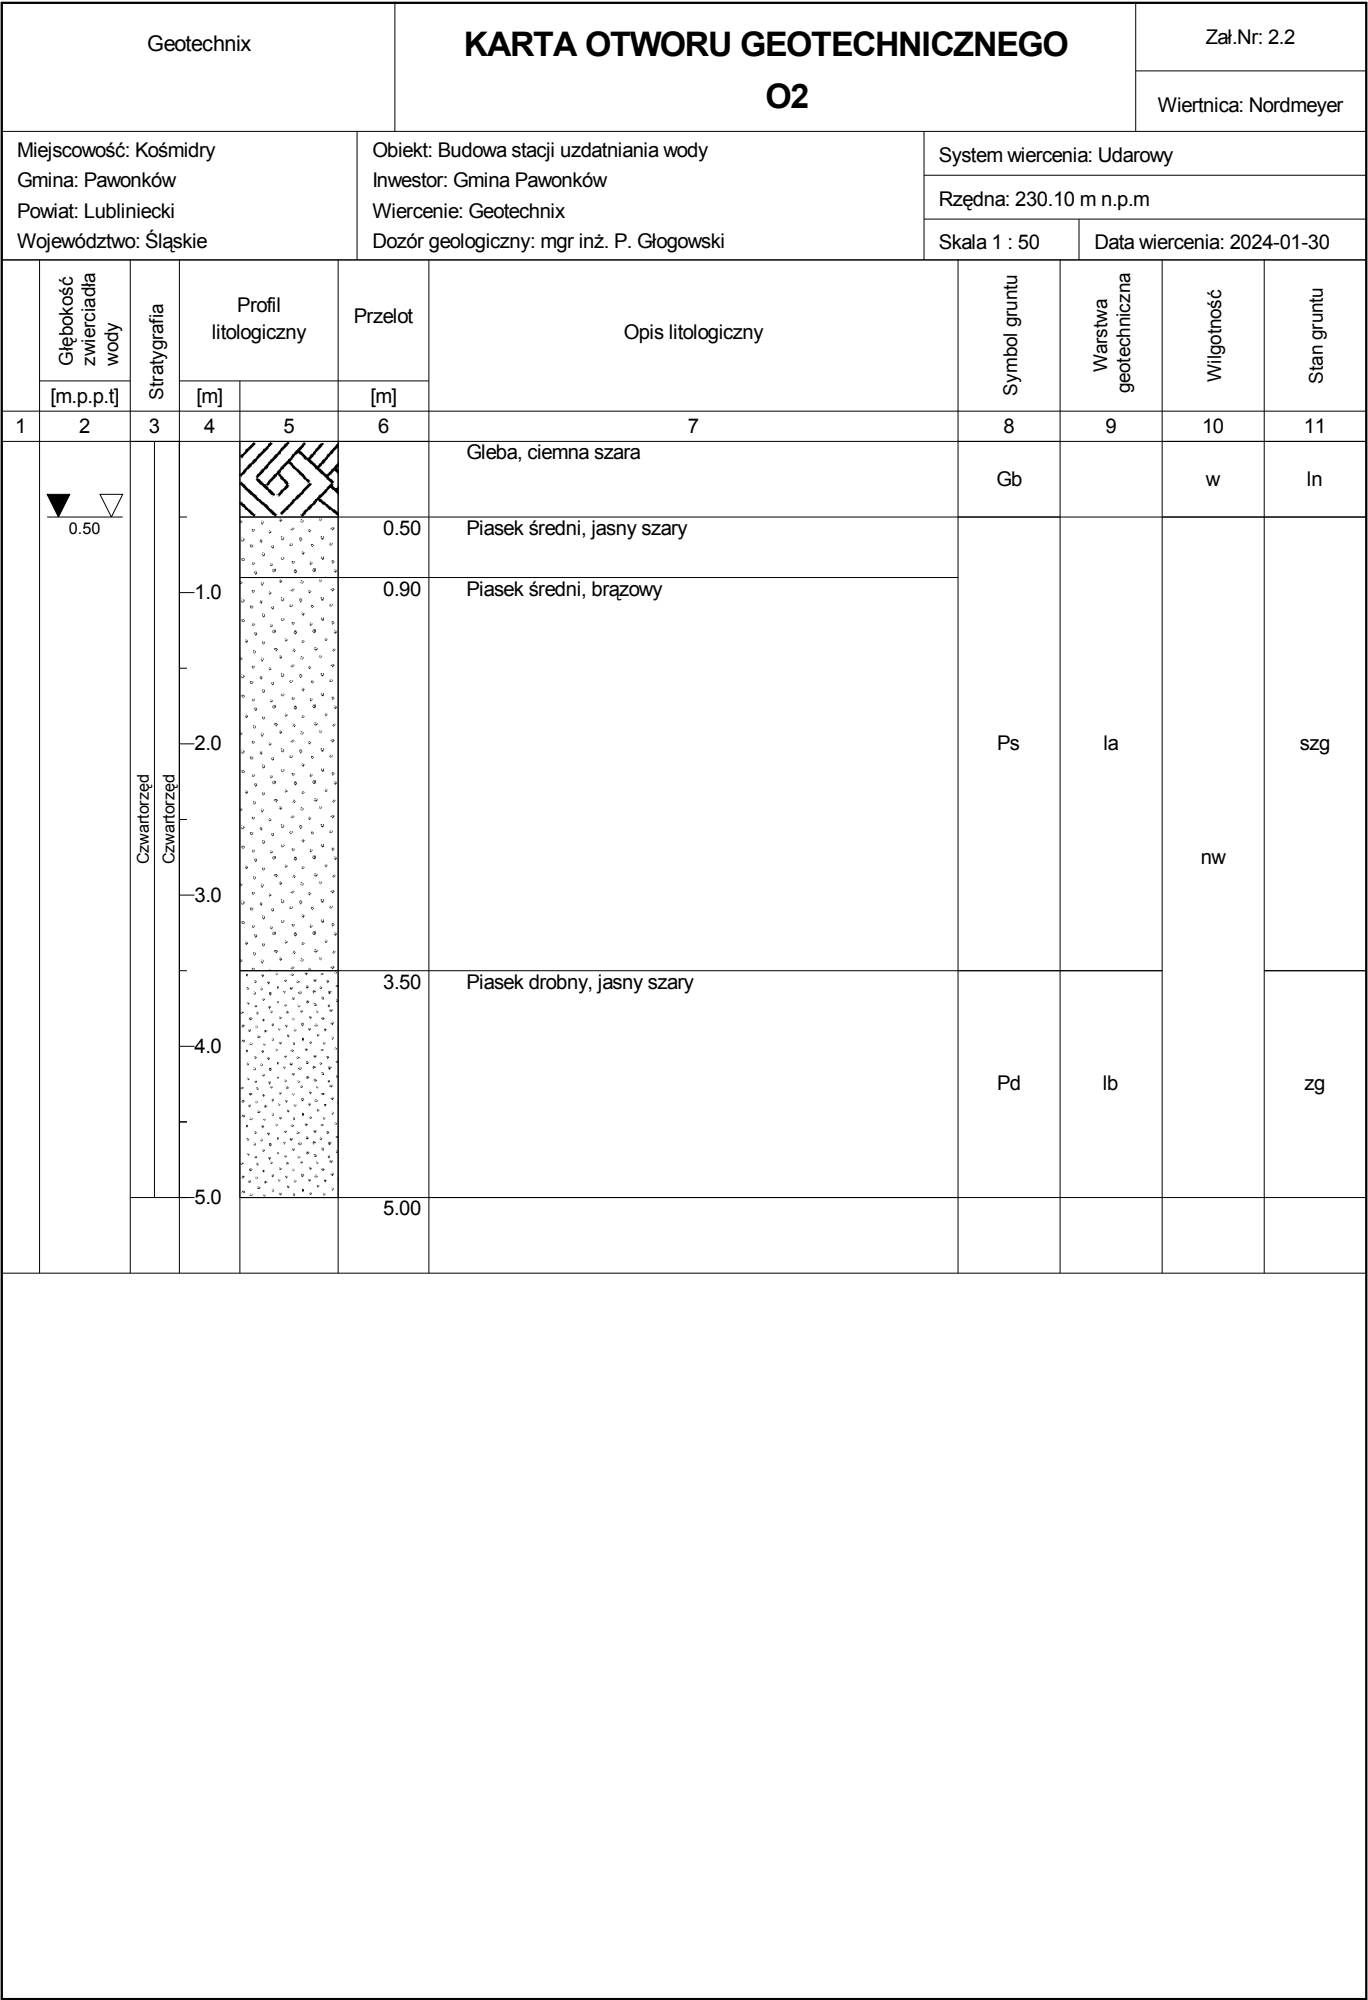 Geotechnix
KARTA OTWORU GEOTECHNICZNEGO
O2
Zał.Nr: 2.2
Wiertnica: Nordmeyer
Miejscowość: Kośmidry
Gmina: Pawonków
Powiat: Lubliniecki
Województwo: Śląskie
Obiekt: Budowa stacji uzdatniania wody
Inwestor: Gmina Pawonków
Wiercenie: Geotechnix
Dozór geologiczny: mgr inż. P. Głogowski
System wiercenia: Udarowy
Rzędna: 230.10 m n.p.m
Skala 1 : 50
Data wiercenia: 2024-01-30
Głębokość
zwierciadła
wody
[m.p.p.t]
Stratygrafia
Profil
litologiczny
[m]
Przelot
[m]
Opis litologiczny
Symbol gruntu
Warstwa
geotechniczna
Wilgotność
Stan gruntu
1 2 3 4 5 6 7 8 9 10 11
Gleba, ciemna szara
Gb w ln
0.50
0.50 Piasek średni, jasny szary
1.0
0.90 Piasek średni, brązowy
2.0
Ps Ia szg
Czwartorzęd
Czwartorzęd
nw
3.0
3.50 Piasek drobny, jasny szary
4.0
Pd Ib zg
5.0
5.00